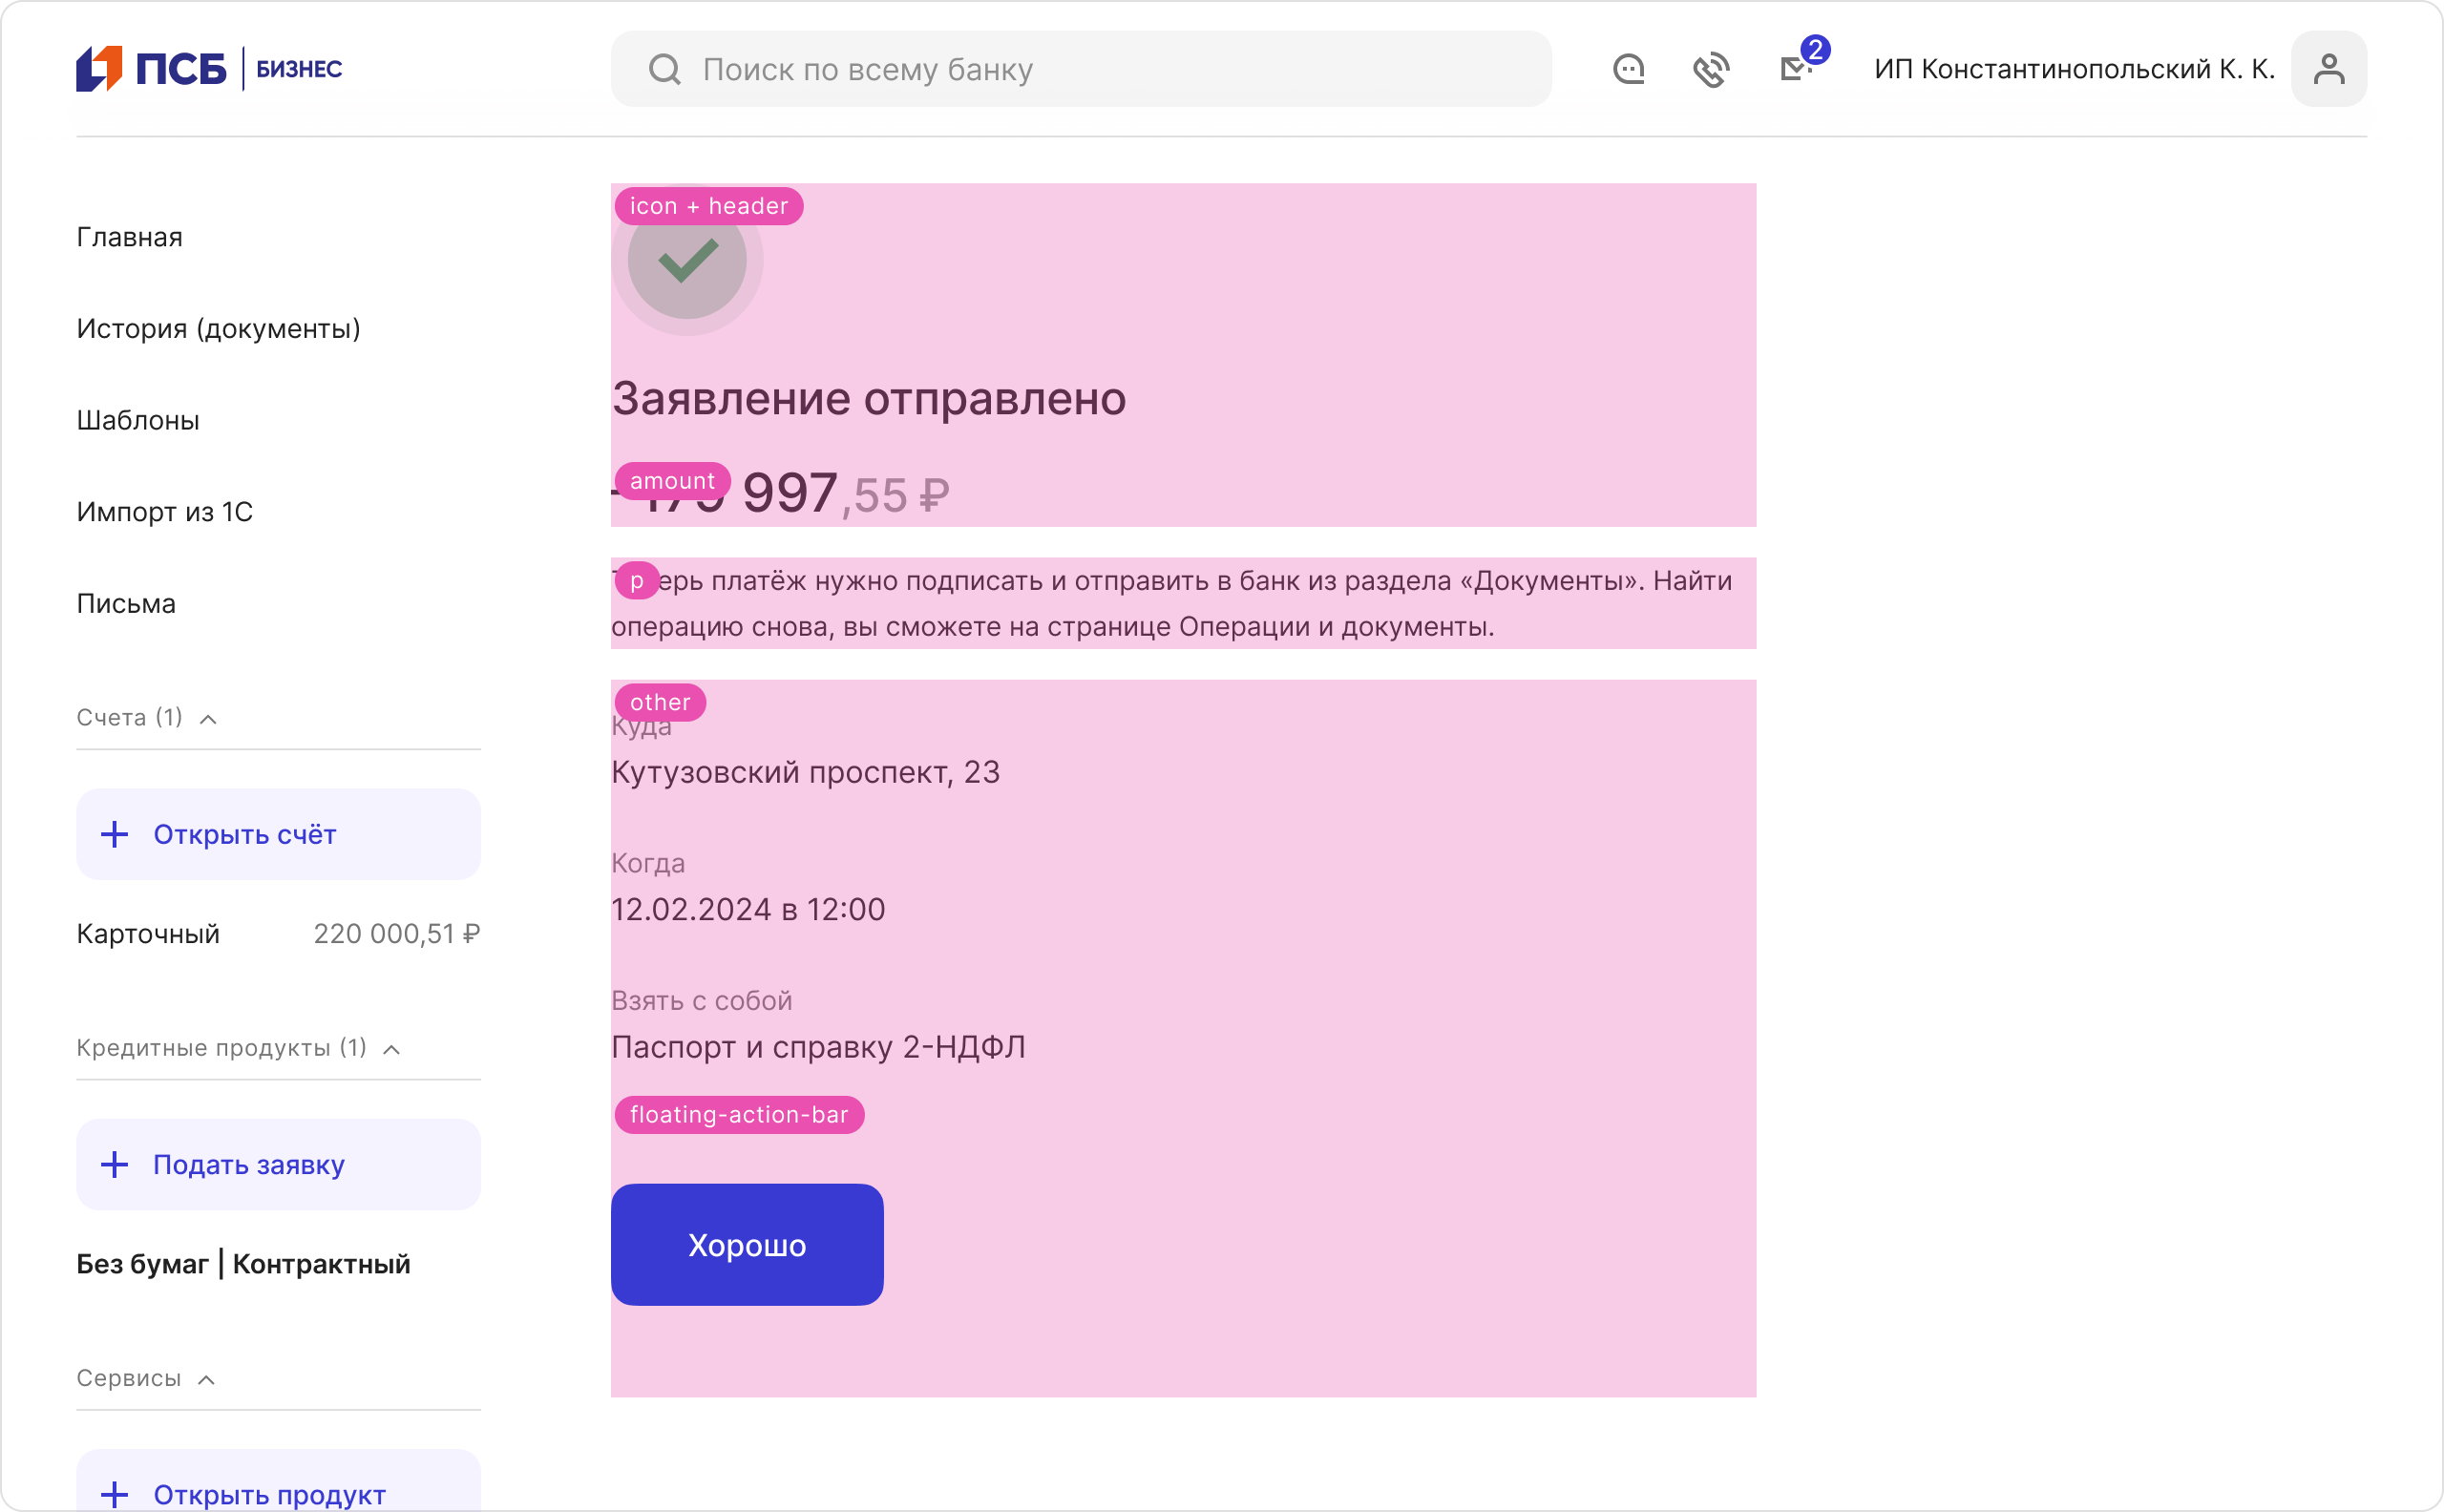 ПСБ БИЗНЕС
Поиск по всему банку
2
ИП Константинопольский К. К.
Главная
История (документы)
Шаблоны
Импорт из 1С
Письма
Счета (1)
Открыть счёт
Карточный 220 000,51 ₽
Кредитные продукты (1)
Подать заявку
Без бумаг | Контрактный
Сервисы
Открыть продукт
icon + header
Заявление отправлено
amount
997,55 ₽
p
платёж нужно подписать и отправить в банк из раздела «Документы». Найти
операцию снова, вы сможете на странице Операции и документы.
other
Куда
Кутузовский проспект, 23
Когда
12.02.2024 в 12:00
Взять с собой
Паспорт и справку 2-НДФЛ
floating-action-bar
Хорошо